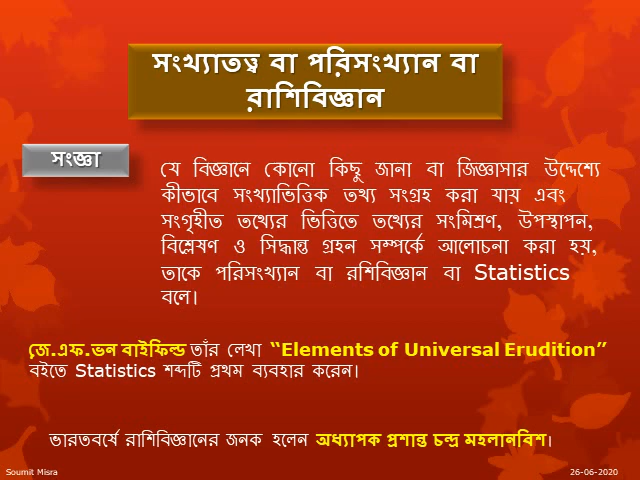 সংখ্যাতত্ত্ব বা পরিসংখ্যান বা
রাশিবিজ্ঞান
সংজ্ঞা
যে বিজ্ঞানে কোনো কিছু জানা বা জিজ্ঞাসার উদ্দেশ্যে
কীভাবে সংখ্যাভিত্তিক তথ্য সংগ্রহ করা যায় এবং
সংগৃহীত তথ্যের ভিত্তিতে তথ্যের সংমিশ্রণ, উপস্থাপন,
বিশ্লেষণ ও সিদ্ধান্ত গ্রহন সম্পর্কে আলোচনা করা হয়,
তাকে পরিসংখ্যান বা রশিবিজ্ঞান বা Statistics
বলে।
জে.এফ.ভন বাইফিল্ড তাঁর লেখা “Elements of Universal Erudition”
বইতে Statistics শব্দটি প্রথম ব্যবহার করেন।
ভারতবর্ষে রাশিবিজ্ঞানের জনক হলেন অধ্যাপক প্রশান্ত চন্দ্র মহলানবিশ।
Soumit Misra
26-06-2020